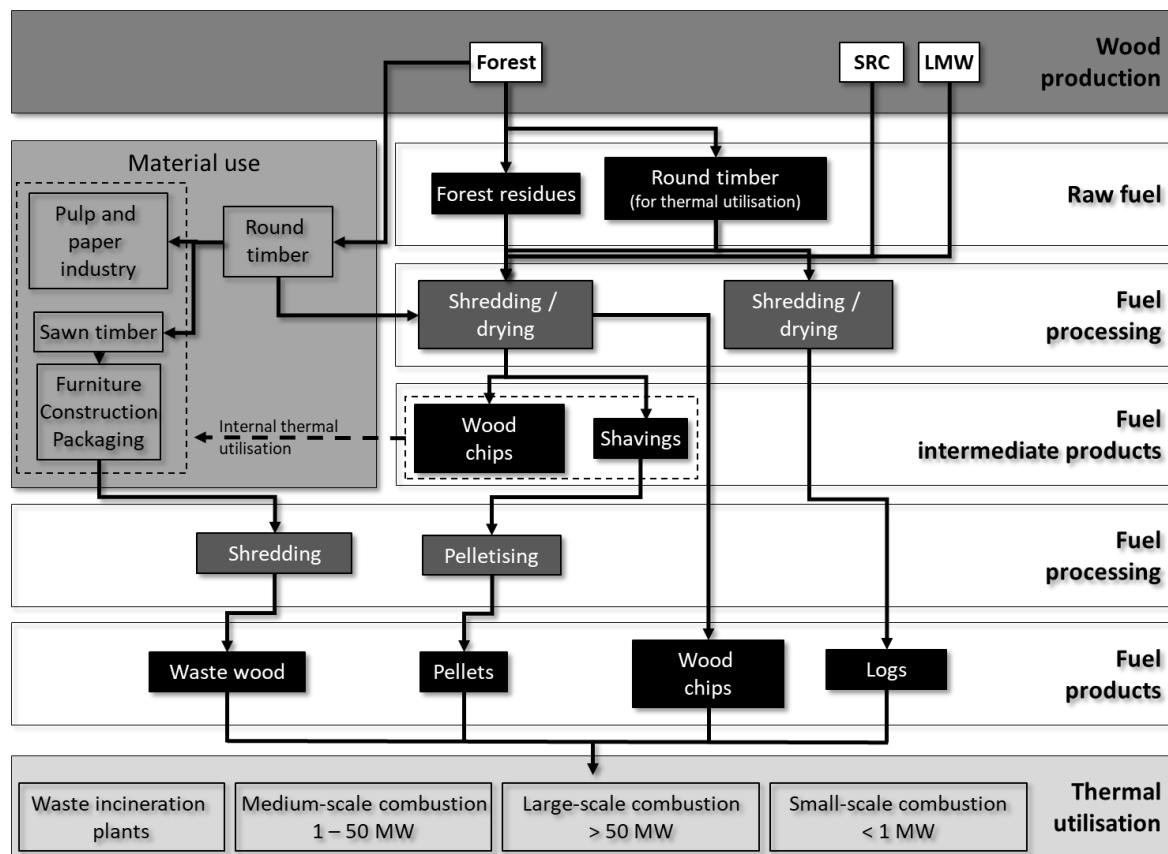 Forest
SRC
LMW
Wood
production
Material use
Pulp and
paper
industry
Round
timber
Sawn timber
Furniture
Construction
Packaging
Forest residues
Round timber
(for thermal utilisation)
Raw fuel
Shredding /
drying
Shredding /
drying
Fuel
processing
Internal thermal
utilisation
Wood
chips
Shavings
Fuel
intermediate products
Shredding
Pelletising
Fuel
processing
Waste wood
Pellets
Wood
chips
Logs
Fuel
products
Waste incineration
plants
Medium-scale combustion
1 – 50 MW
Large-scale combustion
> 50 MW
Small-scale combustion
< 1 MW
Thermal
utilisation